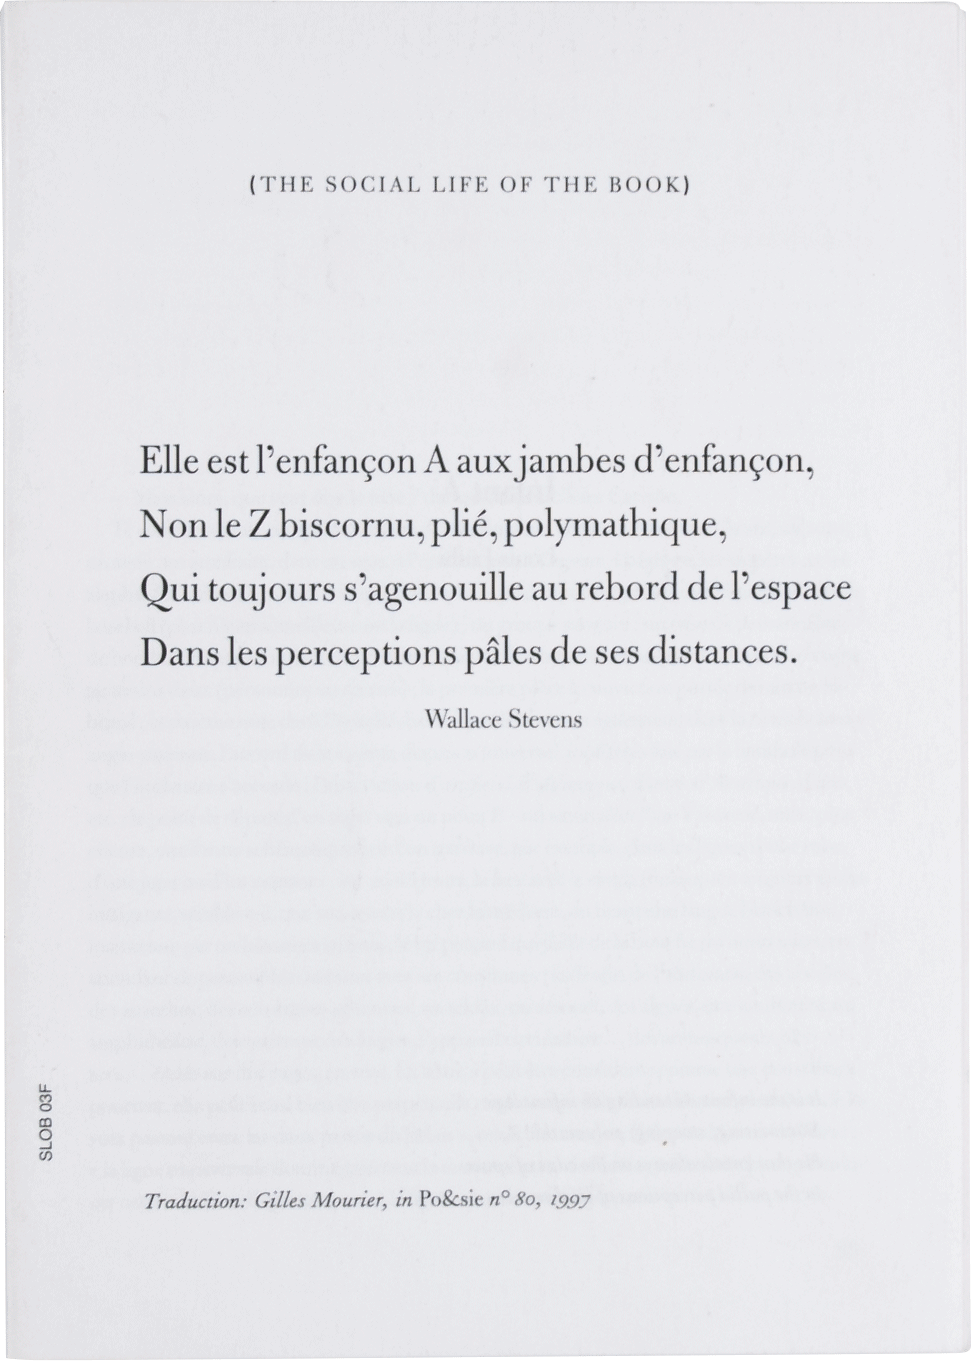 (THE SOCIAL LIFE OF THE BOOK)
Elle est l’enfançon A aux jambes d’enfançon,
Non le Z biscornu, plié, polymathique,
Qui toujours s’agenouille au rebord de l’espace
Dans les perceptions pâles de ses distances.
Wallace Stevens
SLOB 03F
Traduction: Gilles Mourier, in Po&sie n° 80, 1997